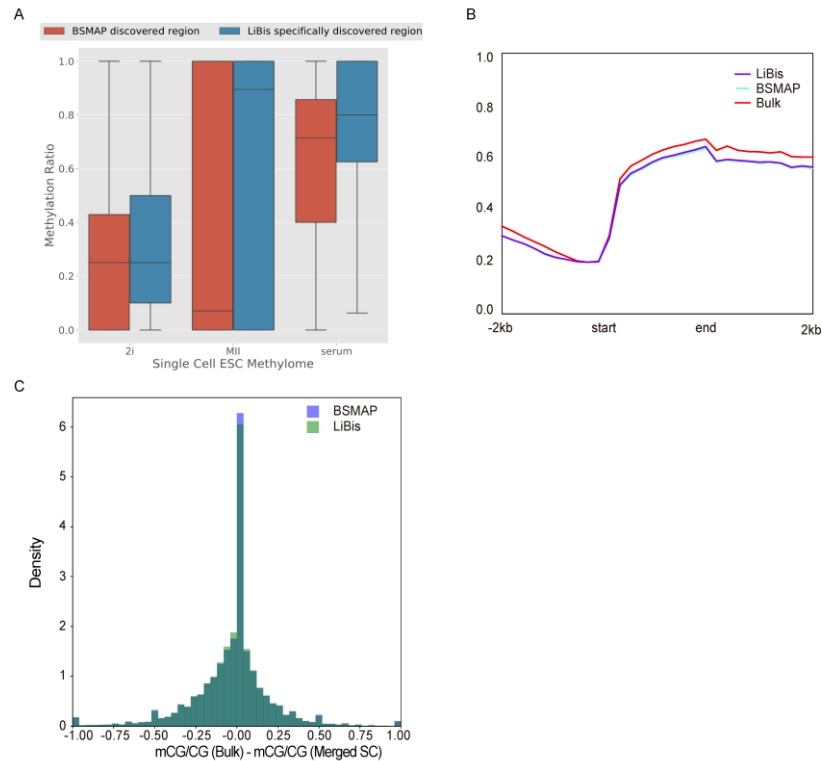 A
BSMAP discovered region
LiBis specifically discovered region
1.0
0.8
0.6
0.4
0.2
0.0
Methylation Ratio
2i
MII
serum
Single Cell ESC Methylome
B
1.0
0.8
0.6
0.4
0.2
0.0
LiBis
BSMAP
Bulk
-2kb
start
end
2kb
C
6
5
4
3
2
1
0
Density
BSMAP
LiBis
-1.00
-0.75
-0.50
-0.25
-0.00
0.25
0.50
0.75
1.00
mCG/CG (Bulk) - mCG/CG (Merged SC)